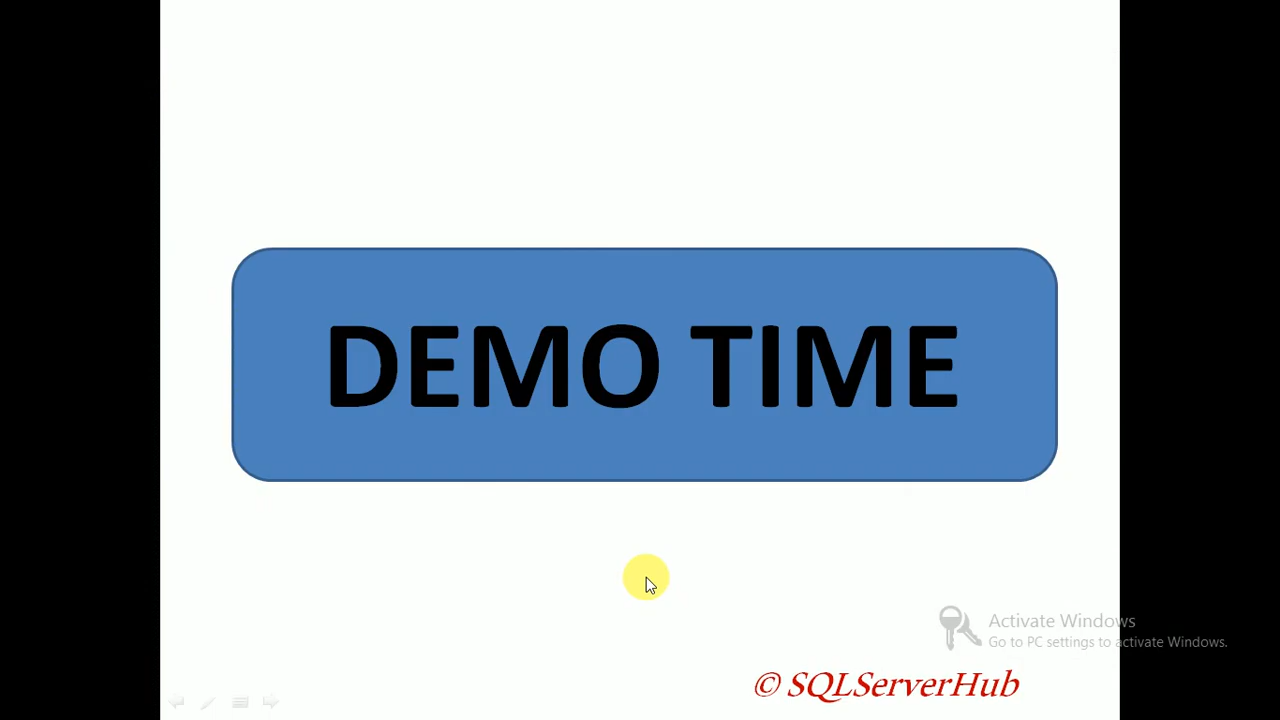 DEMO TIME
Activate Windows
Go to PC settings to activate Windows.
© SQLServerHub